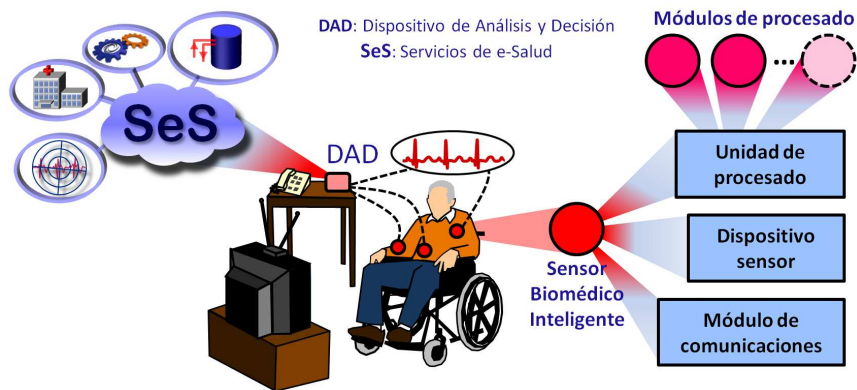 DAD: Dispositivo de Análisis y Decisión
SeS: Servicios de e-Salud
Módulos de procesado
SeS
DAD
Unidad de
procesado
Dispositivo
sensor
Sensor
Biomédico
Inteligente
Módulo de
comunicaciones